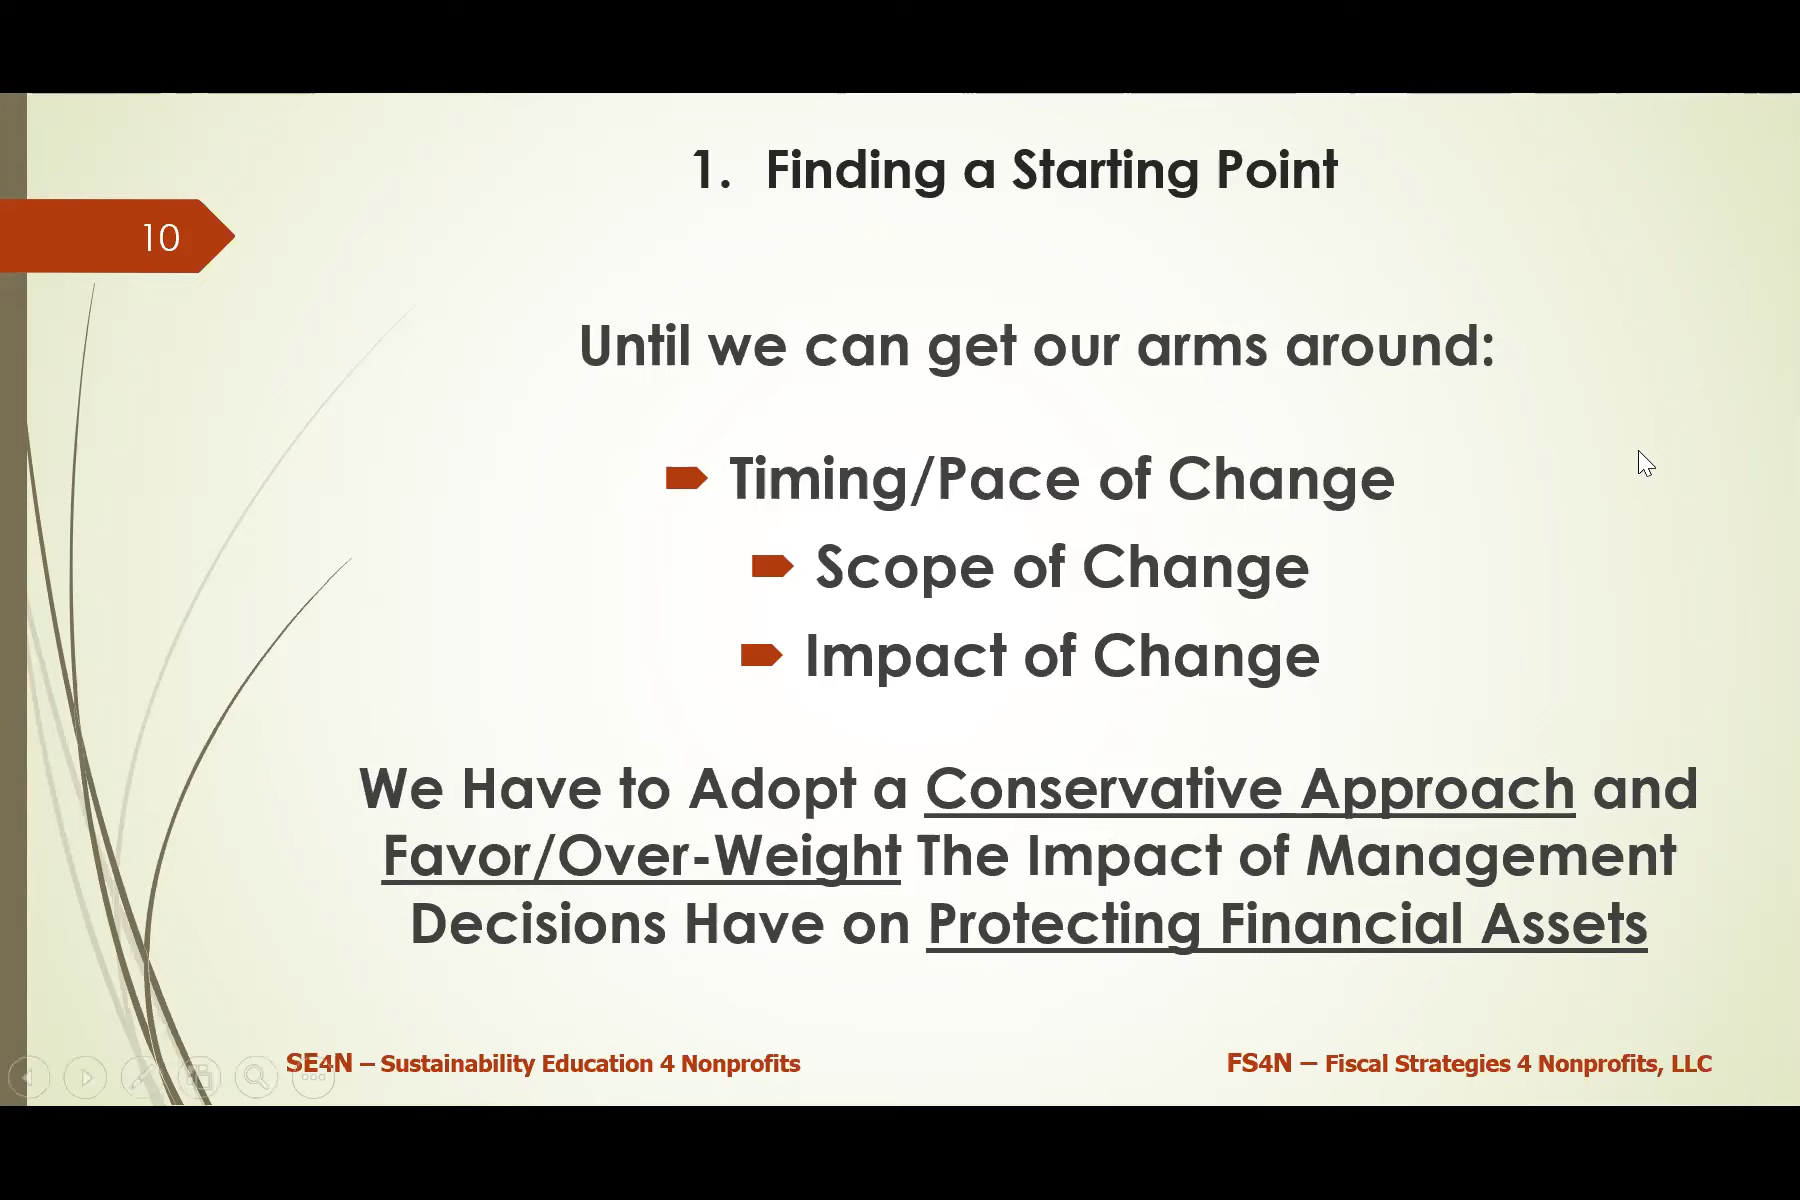 1. Finding a Starting Point
10
Until we can get our arms around:
Timing/Pace of Change
Scope of Change
Impact of Change
We Have to Adopt a Conservative Approach and
Favor/Over-Weight The Impact of Management
Decisions Have on Protecting Financial Assets
SE4N – Sustainability Education 4 Nonprofits
FS4N – Fiscal Strategies 4 Nonprofits, LLC